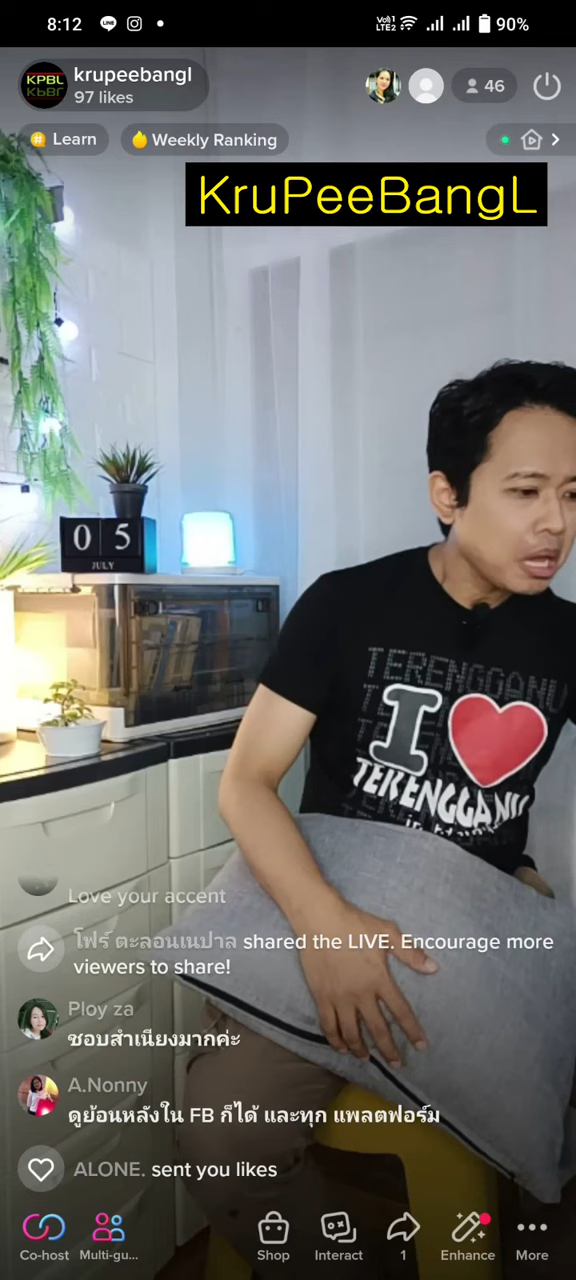 8:12
Vo)) 1
LTE2
90%
KPBL
krupeebangl
97 likes
46
Learn
Weekly Ranking
KruPeeBangL
0 5
JULY
TERENGGANU
I
TERENGGANU
Love your accent
โฟร์ ตะลอนเนปาล shared the LIVE. Encourage more
viewers to share!
Ploy za
ชอบสำเนียงมากค่ะ
A.Nonny
ดูย้อนหลังใน FB ก็ได้ และทุก แพลตฟอร์ม
ALONE. sent you likes
Co-host
Multi-gu...
Shop
Interact
1
Enhance
More